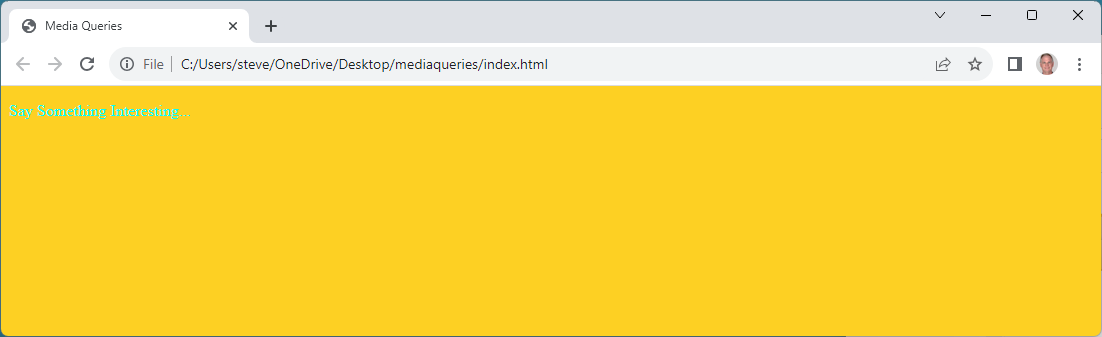 Media Queries
File
C:/Users/steve/OneDrive/Desktop/mediaqueries/index.html
Say Something Interesting